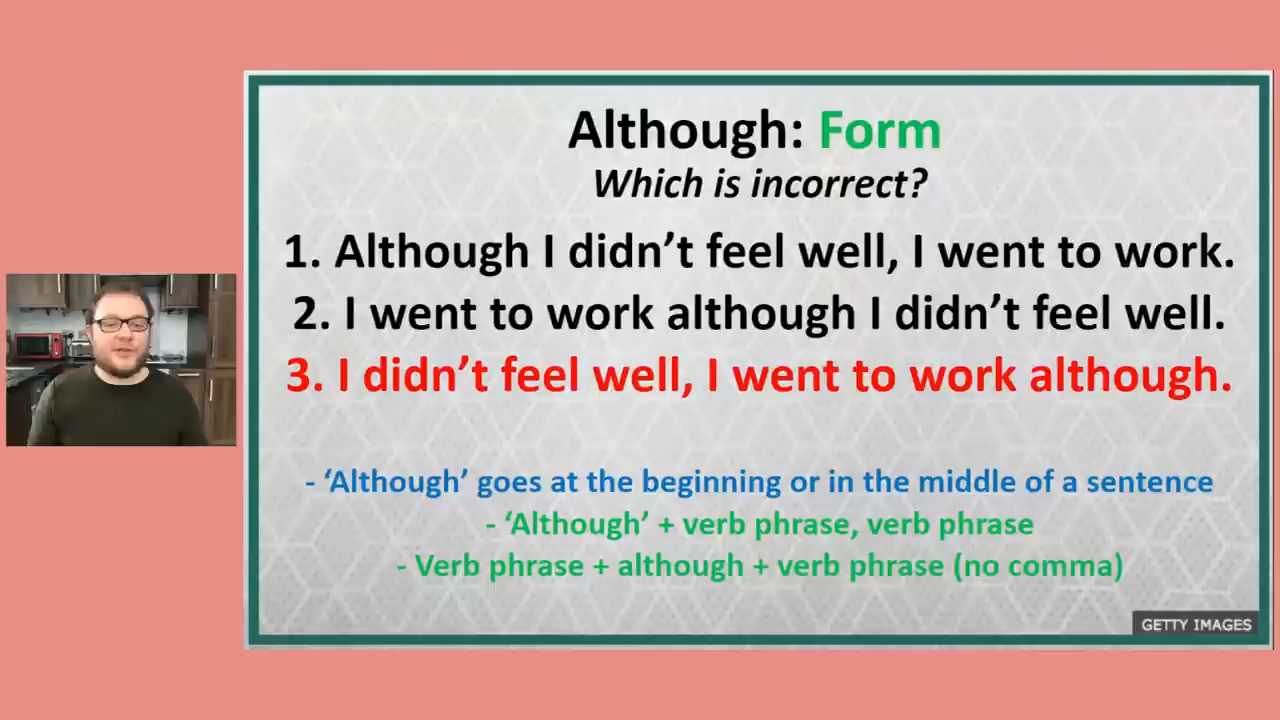 Although: Form
Which is incorrect?
1. Although I didn’t feel well, I went to work.
2. I went to work although I didn’t feel well.
3. I didn’t feel well, I went to work although.
- ‘Although’ goes at the beginning or in the middle of a sentence
- ‘Although’ + verb phrase, verb phrase
- Verb phrase + although + verb phrase (no comma)
GETTY IMAGES